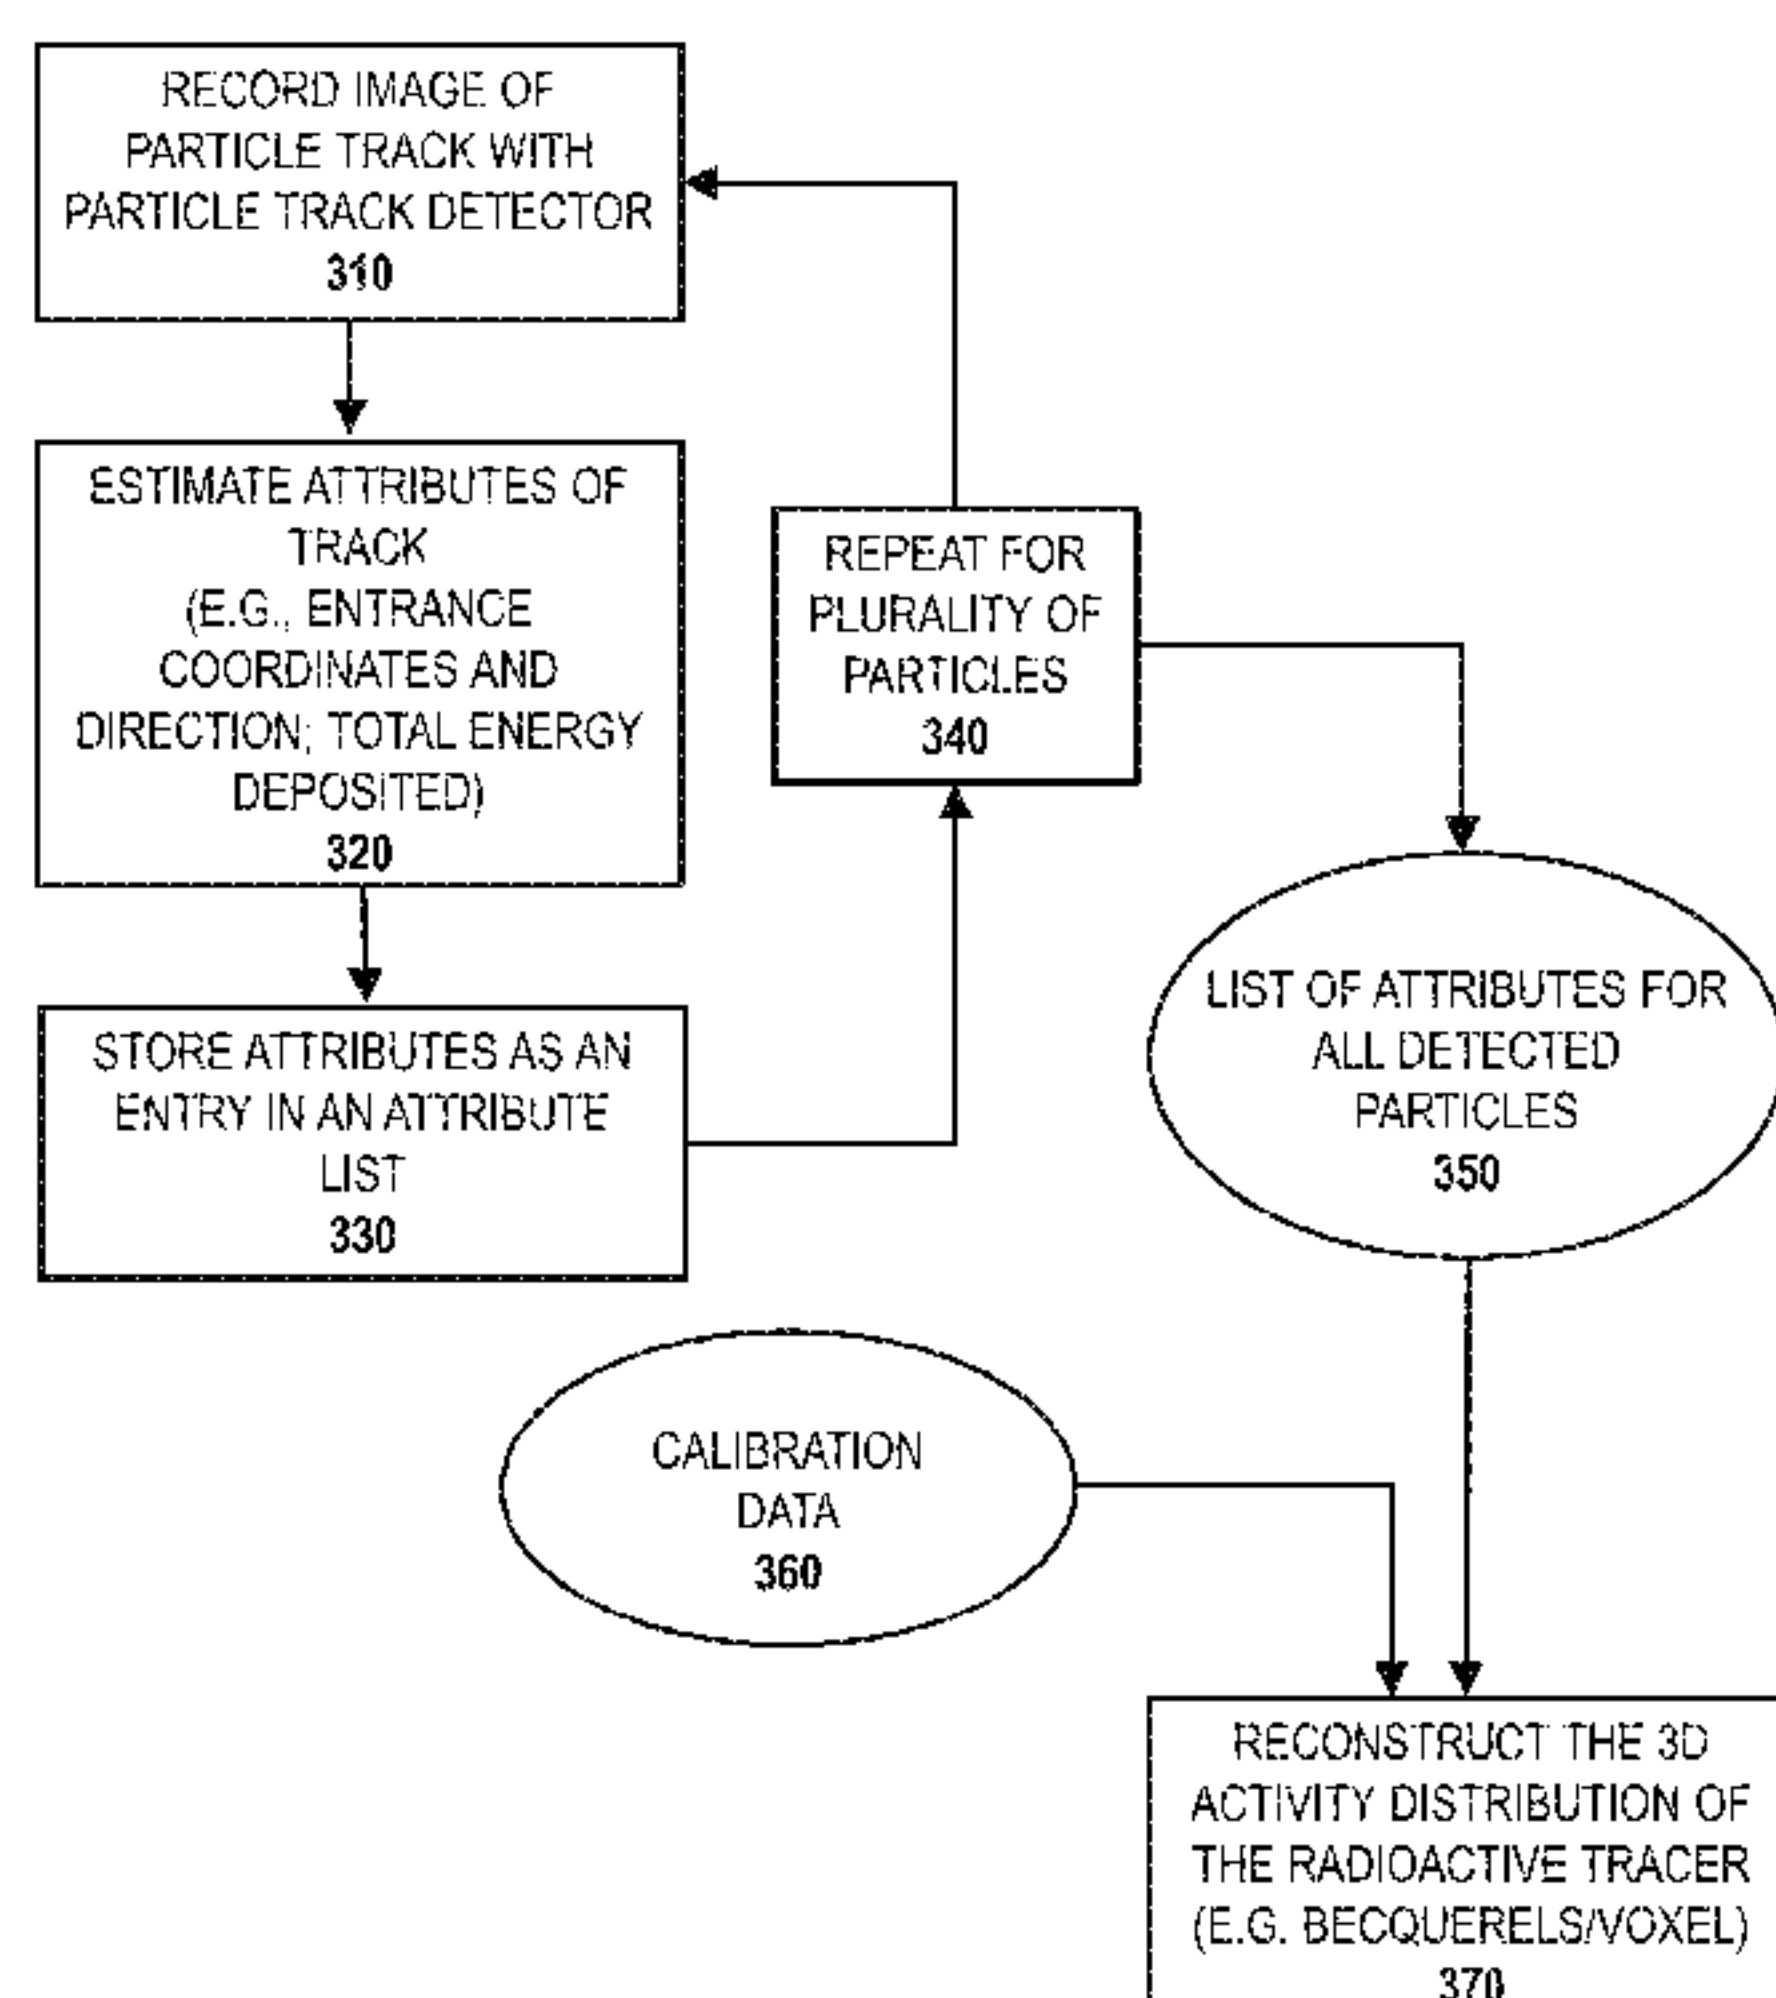 RECORD IMAGE OF
PARTICLE TRACK WITH
PARTICLE TRACK DETECTOR
310
ESTIMATE ATTRIBUTES OF
TRACK
(E.G., ENTRANCE
COORDINATES AND
DIRECTION; TOTAL ENERGY
DEPOSITED)
320
STORE ATTRIBUTES AS AN
ENTRY IN AN ATTRIBUTE
LIST
330
REPEAT FOR
PLURALITY OF
PARTICLES
340
LIST OF ATTRIBUTES FOR
ALL DETECTED
PARTICLES
350
CALIBRATION
DATA
360
RECONSTRUCT THE 3D
ACTIVITY DISTRIBUTION OF
THE RADIOACTIVE TRACER
(E.G. BECQUERELS/VOXEL)
370